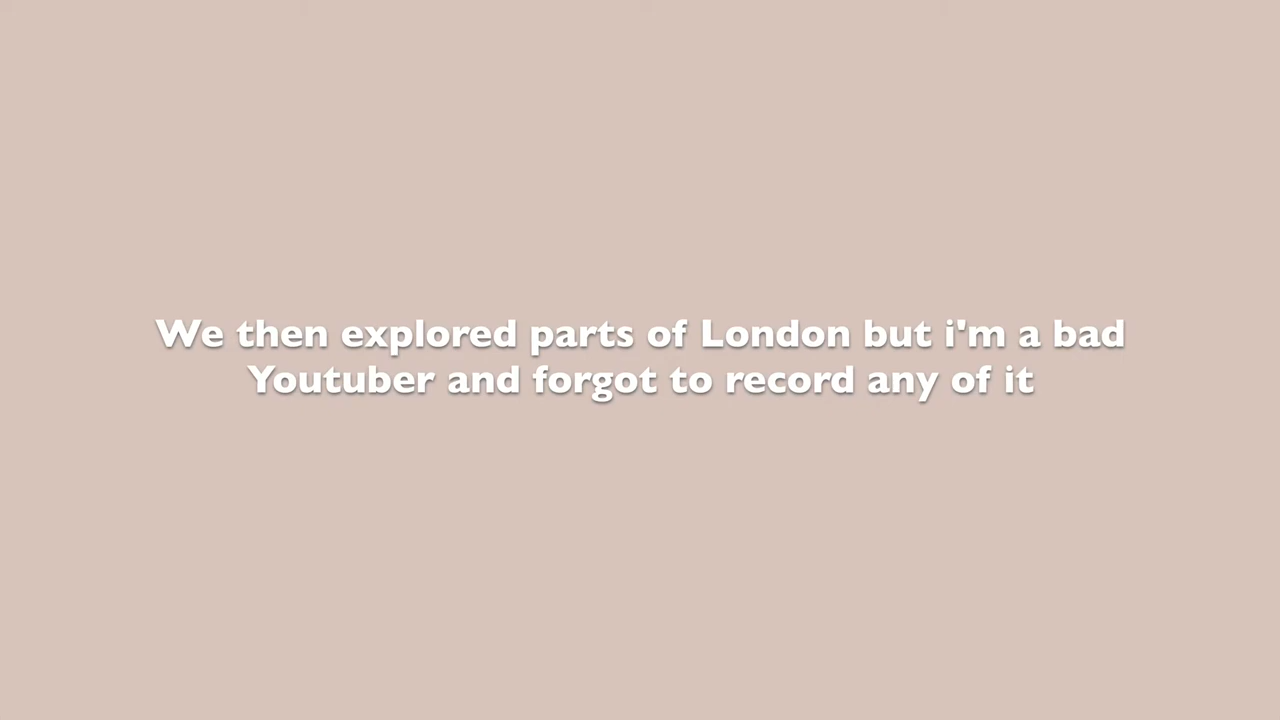 We then explored parts of London but i'm a bad
Youtuber and forgot to record any of it